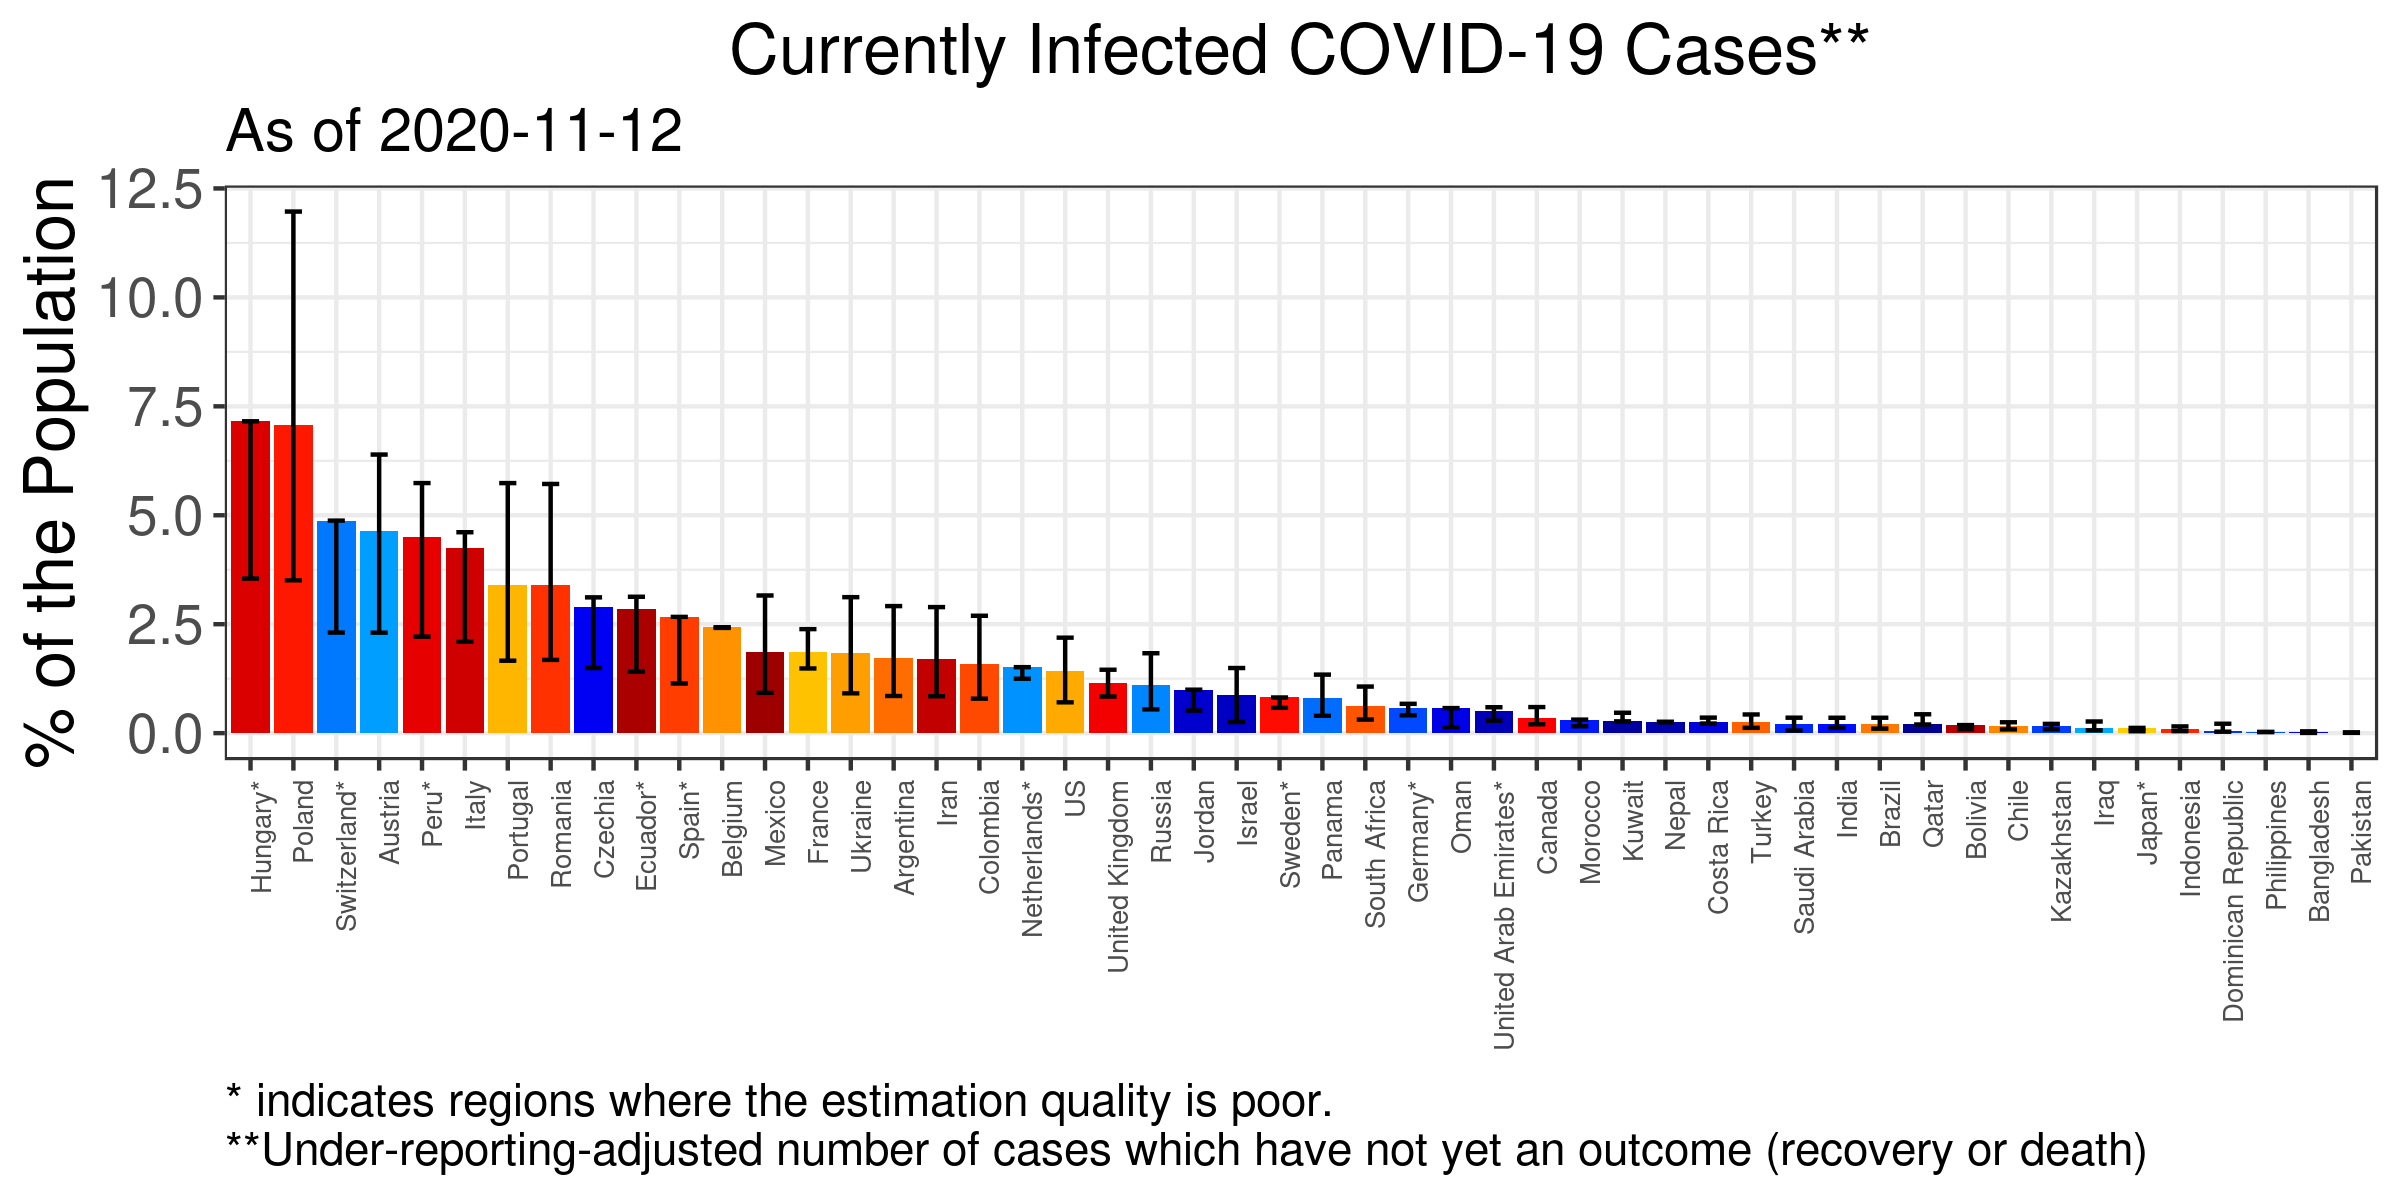 Currently Infected COVID-19 Cases**
As of 2020-11-12
% of the Population
12.5
10.0
7.5
5.0
2.5
0.0
Hungary*
Poland
Switzerland*
Austria
Peru*
Italy
Portugal
Romania
Czechia
Ecuador*
Spain*
Belgium
Mexico
France
Ukraine
Argentina
Iran
Colombia
Netherlands*
US
United Kingdom
Russia
Jordan
Israel
Sweden*
Panama
South Africa
Germany*
Oman
United Arab Emirates*
Canada
Morocco
Kuwait
Nepal
Costa Rica
Turkey
Saudi Arabia
India
Brazil
Qatar
Bolivia
Chile
Kazakhstan
Iraq
Japan*
Indonesia
Dominican Republic
Philippines
Bangladesh
Pakistan
* indicates regions where the estimation quality is poor.
**Under-reporting-adjusted number of cases which have not yet an outcome (recovery or death)